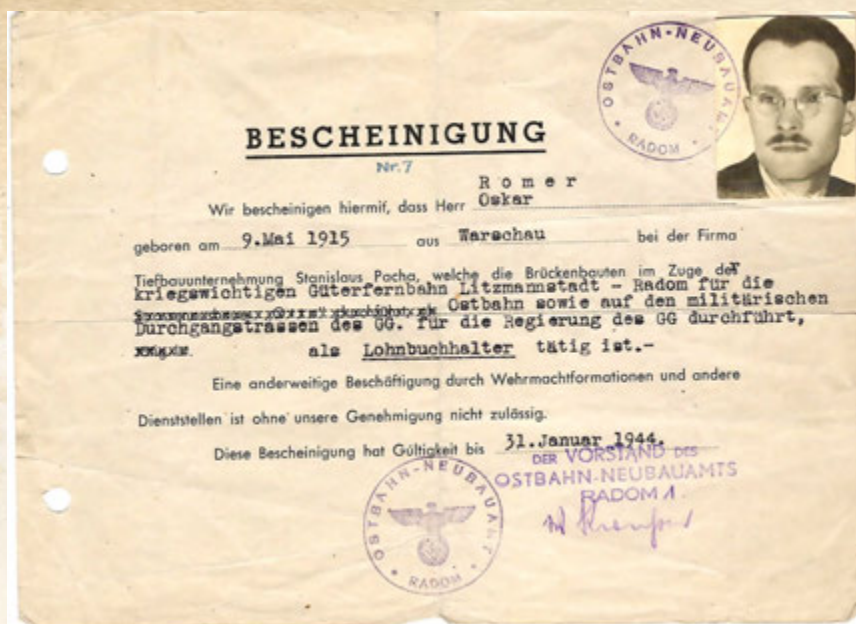 OSTBAHN-NEUBAUAMT
RADOM
BESCHEINIGUNG
Nr. 7
Romer
Wir bescheinigen hiermit, dass Herr Oskar
geboren am 9.Mai 1915 aus Warschau bei der Firma
Tiefbauunternehmung Stanislaus Pacha, welche die Brückenbauten im Zuge der
kriegswichtigen Güterfernbahn Litzmannstadt - Radom für die
Ostbahn sowie auf den militärischen
Durchgangstrassen des GG. für die Regierung des GG durchführt,
als Lohnbuchhalter tätig ist.-
Eine anderweitige Beschäftigung durch Wehrmachtformationen und andere
Dienststellen ist ohne unsere Genehmigung nicht zulässig.
Diese Bescheinigung hat Gültigkeit bis 31.Januar 1944.
DER VORSTAND DES
OSTBAHN-NEUBAUAMTS
RADOM 1.
OSTBAHN-NEUBAUAMT
RADOM